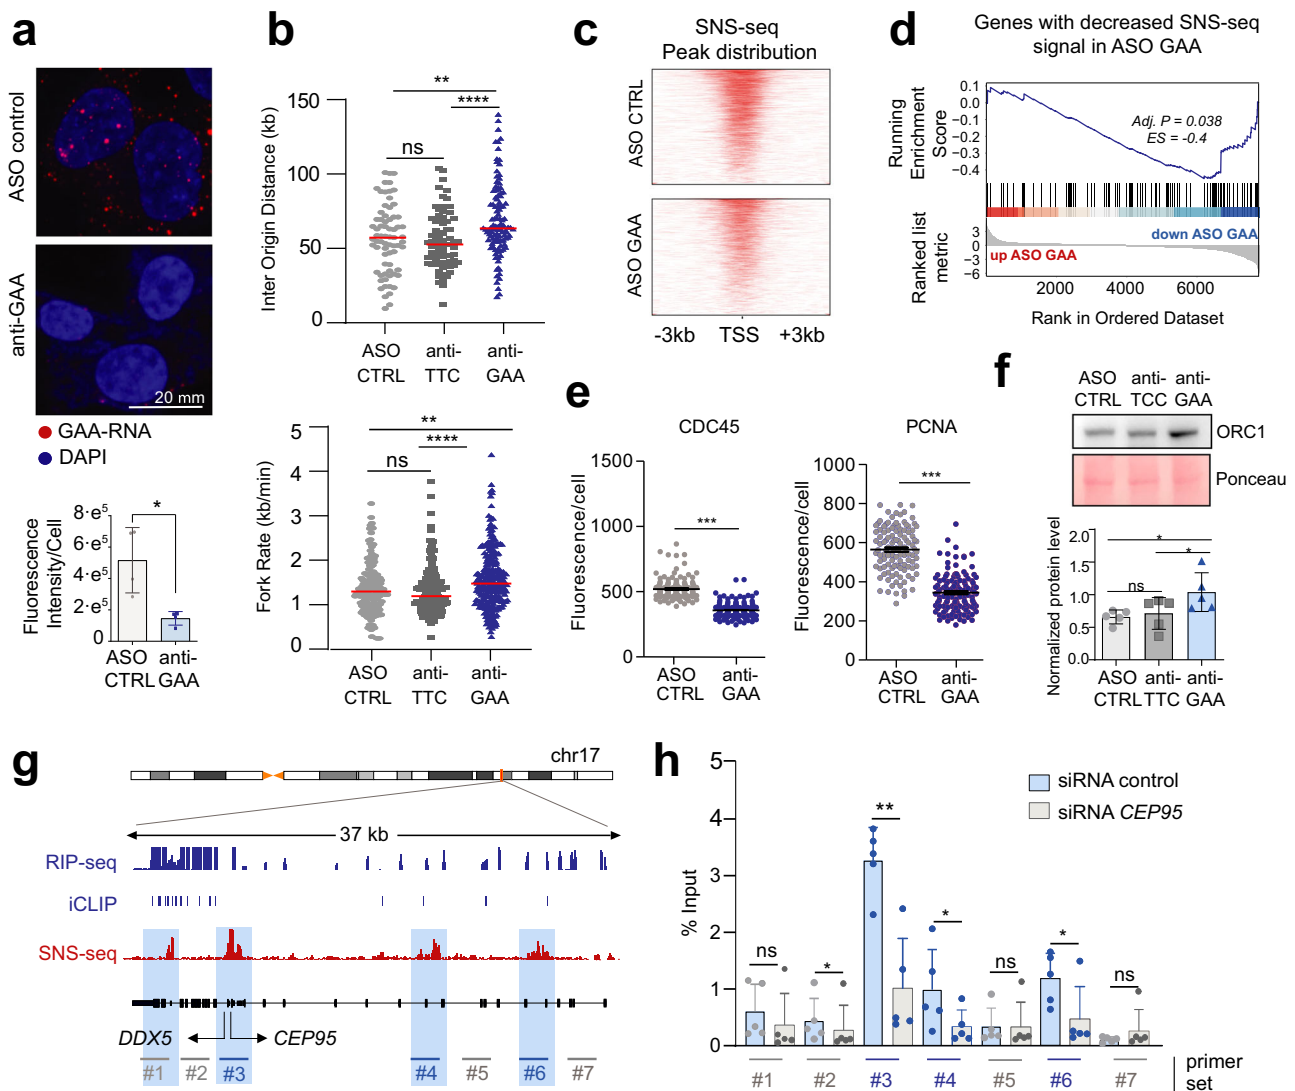 a
ASO control
anti-GAA
20 mm
GAA-RNA
DAPI
Fluorescence
Intensity/Cell
8·e⁵
6·e⁵
4·e⁵
2·e⁵
0
*
ASO
CTRL
anti-
GAA
b
Inter Origin Distance (kb)
150
100
50
0
**
****
ns
ASO
CTRL
anti-
TTC
anti-
GAA
Fork Rate (kb/min)
5
4
3
2
1
0
**
****
ns
ASO
CTRL
anti-
TTC
anti-
GAA
c
SNS-seq
Peak distribution
ASO CTRL
ASO GAA
-3kb TSS +3kb
d
Genes with decreased SNS-seq
signal in ASO GAA
Running
Enrichment
Score
0.1
0.0
−0.1
−0.2
−0.3
−0.4
Adj. P = 0.038
ES = -0.4
Ranked list
metric
3
0
−3
−6
down ASO GAA
up ASO GAA
2000 4000 6000
Rank in Ordered Dataset
e
CDC45
Fluorescence/cell
1500
1000
500
0
***
ASO
CTRL
anti-
GAA
PCNA
Fluorescence/cell
1000
800
600
400
200
0
***
ASO
CTRL
anti-
GAA
f
ASO
CTRL
anti-
TCC
anti-
GAA
ORC1
Ponceau
Normalized protein level
2.0
1.5
1.0
0.5
0.0
*
*
ns
ASO
CTRL
anti-
TTC
anti-
GAA
g
chr17
37 kb
RIP-seq
iCLIP
SNS-seq
DDX5
CEP95
#1 #2 #3 #4 #5 #6 #7
h
siRNA control
siRNA CEP95
% Input
5
4
3
2
1
0
ns * ** * ns * ns
#1 #2 #3 #4 #5 #6 #7
primer
set